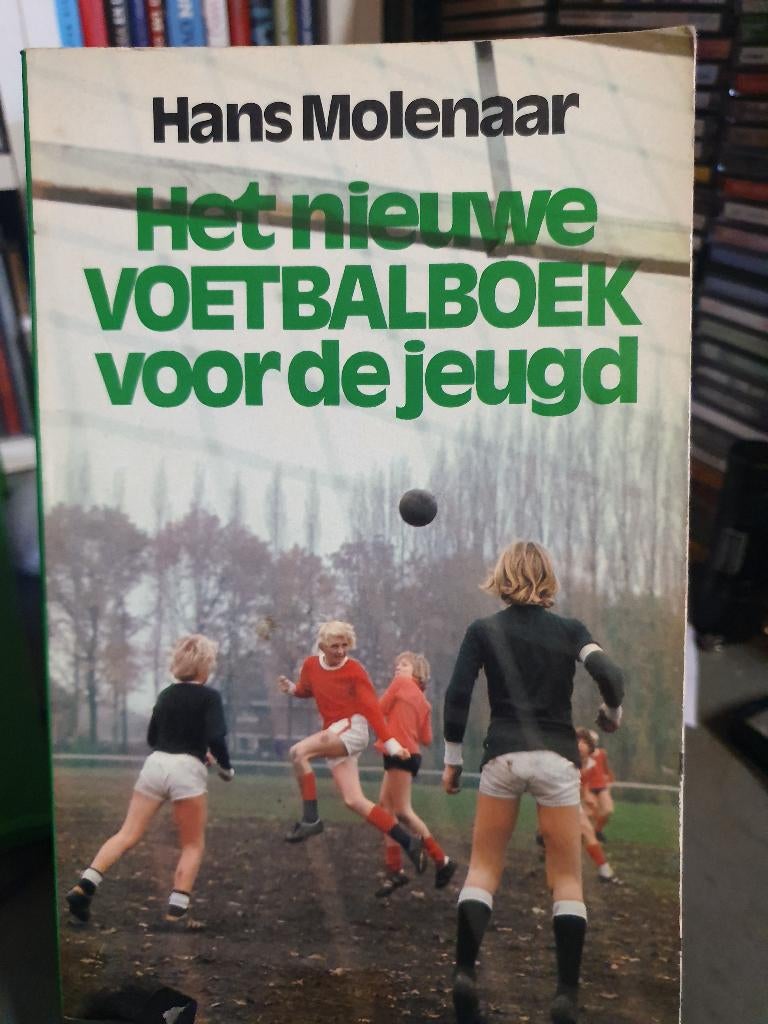 Hans Molenaar
Het nieuwe
VOETBALBOEK
voor de jeugd